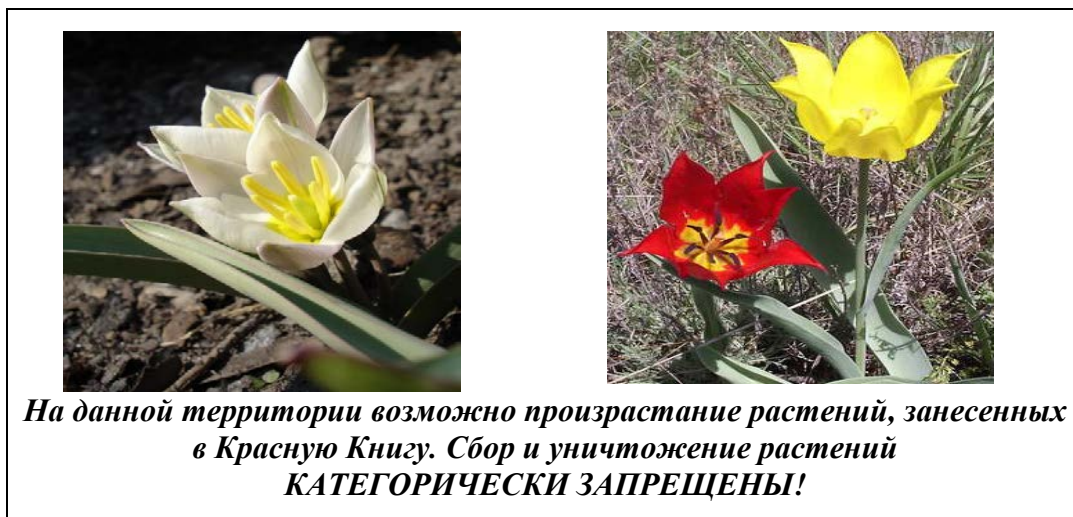 На данной территории возможно произрастание растений, занесенных
в Красную Книгу. Сбор и уничтожение растений
КАТЕГОРИЧЕСКИ ЗАПРЕЩЕНЫ!